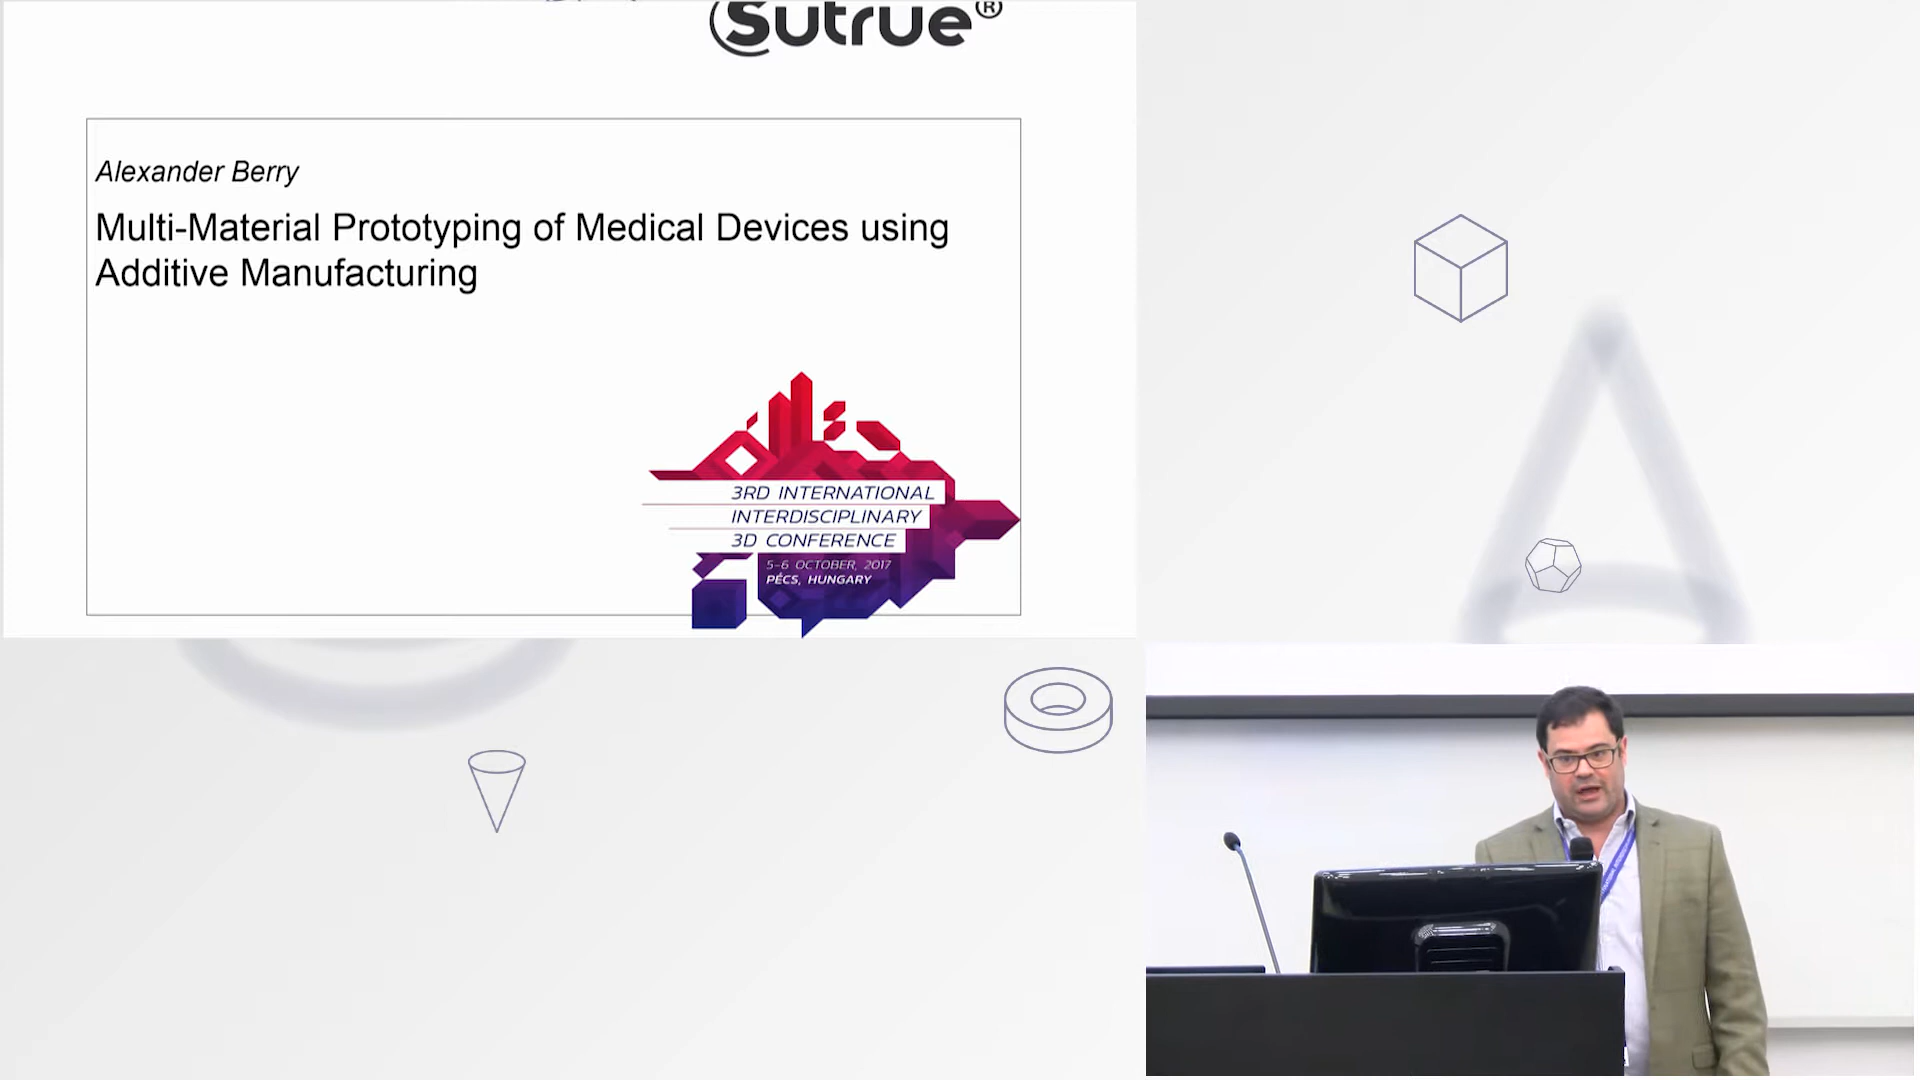 Sutrue®
Alexander Berry
Multi-Material Prototyping of Medical Devices using
Additive Manufacturing
3RD INTERNATIONAL
INTERDISCIPLINARY
3D CONFERENCE
5-6 OCTOBER, 2017
PÉCS, HUNGARY